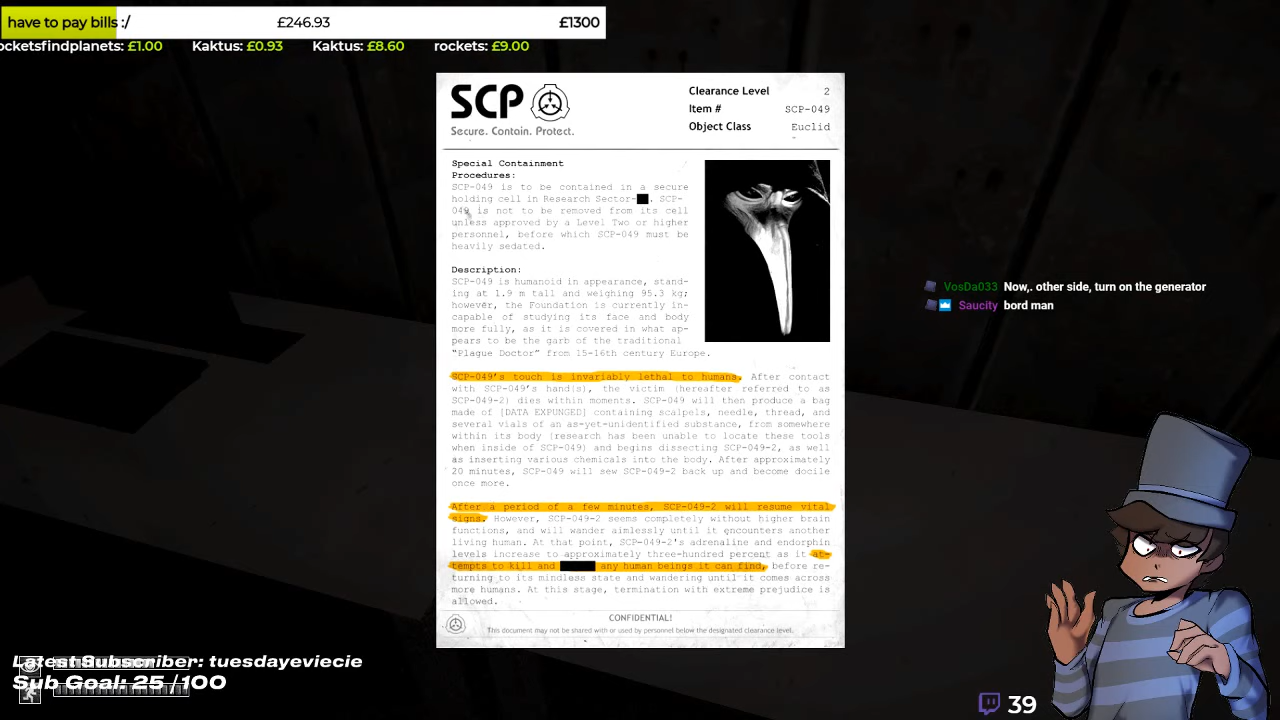 have to pay bills :/ £246.93 £1300
ocketsfindplanets: £1.00 Kaktus: £0.93 Kaktus: £8.60 rockets: £9.00
SCP
Secure. Contain. Protect.
Clearance Level 2
Item # SCP-049
Object Class Euclid
Special Containment
Procedures:
SCP-049 is to be contained in a secure
holding cell in Research Sector-██. SCP-
049 is not to be removed from its cell
unless approved by a Level Two or higher
personnel, before which SCP-049 must be
heavily sedated.
Description:
SCP-049 is humanoid in appearance, stand-
ing at 1.9 m tall and weighing 95.3 kg;
however, the Foundation is currently in-
capable of studying its face and body
more fully, as it is covered in what ap-
pears to be the garb of the traditional
“Plague Doctor” from 15-16th century Europe.
SCP-049's touch is invariably lethal to humans. After contact
with SCP-049's hand(s), the victim (hereafter referred to as
SCP-049-2) dies within moments. SCP-049 will then produce a bag
made of [DATA EXPUNGED] containing scalpels, needle, thread, and
several vials of an as-yet-unidentified substance, from somewhere
within its body (research has been unable to locate these tools
when inside of SCP-049) and begins dissecting SCP-049-2, as well
as inserting various chemicals into the body. After approximately
20 minutes, SCP-049 will sew SCP-049-2 back up and become docile
once more.
After a period of a few minutes, SCP-049-2 will resume vital
signs. However, SCP-049-2 seems completely without higher brain
functions, and will wander aimlessly until it encounters another
living human. At that point, SCP-049-2's adrenaline and endorphin
levels increase to approximately three-hundred percent as it at-
tempts to kill and ██████ any human beings it can find, before re-
turning to its mindless state and wandering until it comes across
more humans. At this stage, termination with extreme prejudice is
allowed.
CONFIDENTIAL!
This document may not be shared with or used by personnel below the designated clearance level.
VosDa033 Now,. other side, turn on the generator
Saucity bord man
Latest Subscriber: tuesdayeviecie
Sub Goal: 25 /100
39